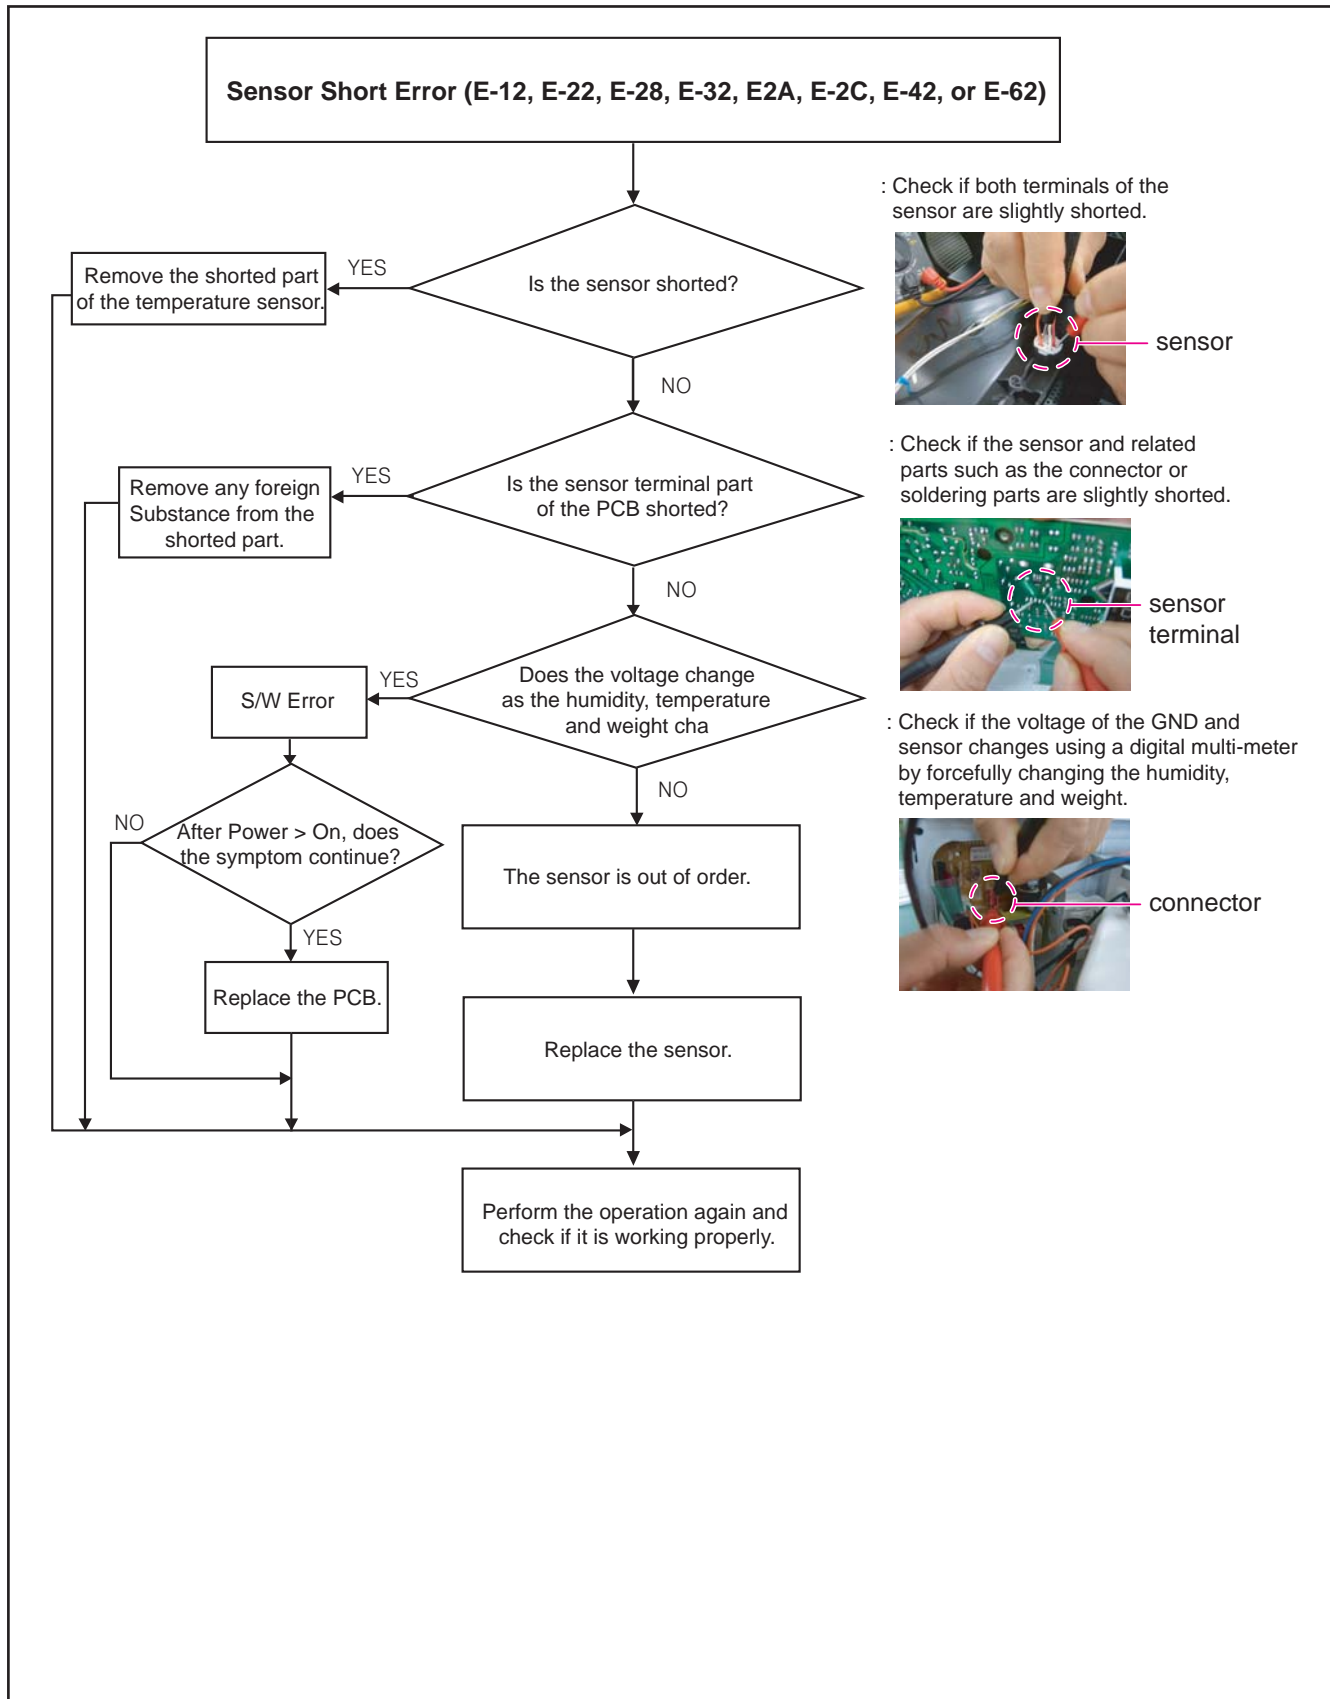 Sensor Short Error (E-12, E-22, E-28, E-32, E2A, E-2C, E-42, or E-62)
: Check if both terminals of the
sensor are slightly shorted.
Remove the shorted part
of the temperature sensor.
YES
Is the sensor shorted?
sensor
NO
: Check if the sensor and related
parts such as the connector or
soldering parts are slightly shorted.
Remove any foreign
Substance from the
shorted part.
YES
Is the sensor terminal part
of the PCB shorted?
sensor
terminal
NO
S/W Error
YES
Does the voltage change
as the humidity, temperature
and weight cha
: Check if the voltage of the GND and
sensor changes using a digital multi-meter
by forcefully changing the humidity,
temperature and weight.
NO
NO
After Power > On, does
the symptom continue?
The sensor is out of order.
connector
YES
Replace the PCB.
Replace the sensor.
Perform the operation again and
check if it is working properly.